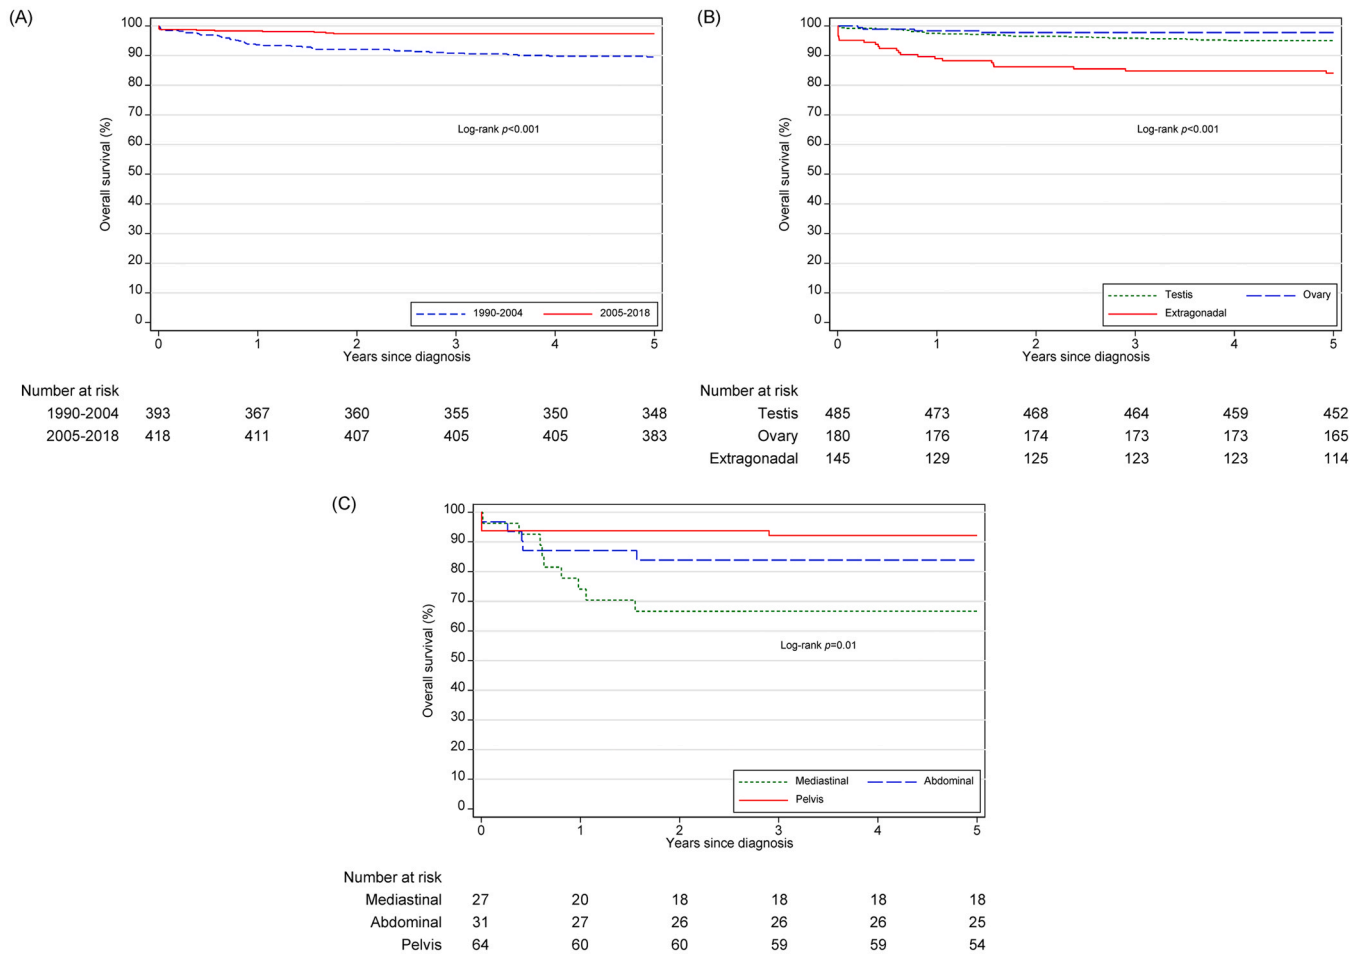 (A)
100
90
80
70
60
50
40
30
20
10
0
Overall survival (%)
Log-rank p<0.001
1990-2004 2005-2018
0 1 2 3 4 5
Years since diagnosis
Number at risk
1990-2004 393 367 360 355 350 348
2005-2018 418 411 407 405 405 383
(B)
100
90
80
70
60
50
40
30
20
10
0
Overall survival (%)
Log-rank p<0.001
Testis Ovary
Extragonadal
0 1 2 3 4 5
Years since diagnosis
Number at risk
Testis 485 473 468 464 459 452
Ovary 180 176 174 173 173 165
Extragonadal 145 129 125 123 123 114
(C)
100
90
80
70
60
50
40
30
20
10
0
Overall survival (%)
Log-rank p=0.01
Mediastinal Abdominal
Pelvis
0 1 2 3 4 5
Years since diagnosis
Number at risk
Mediastinal 27 20 18 18 18 18
Abdominal 31 27 26 26 26 25
Pelvis 64 60 60 59 59 54